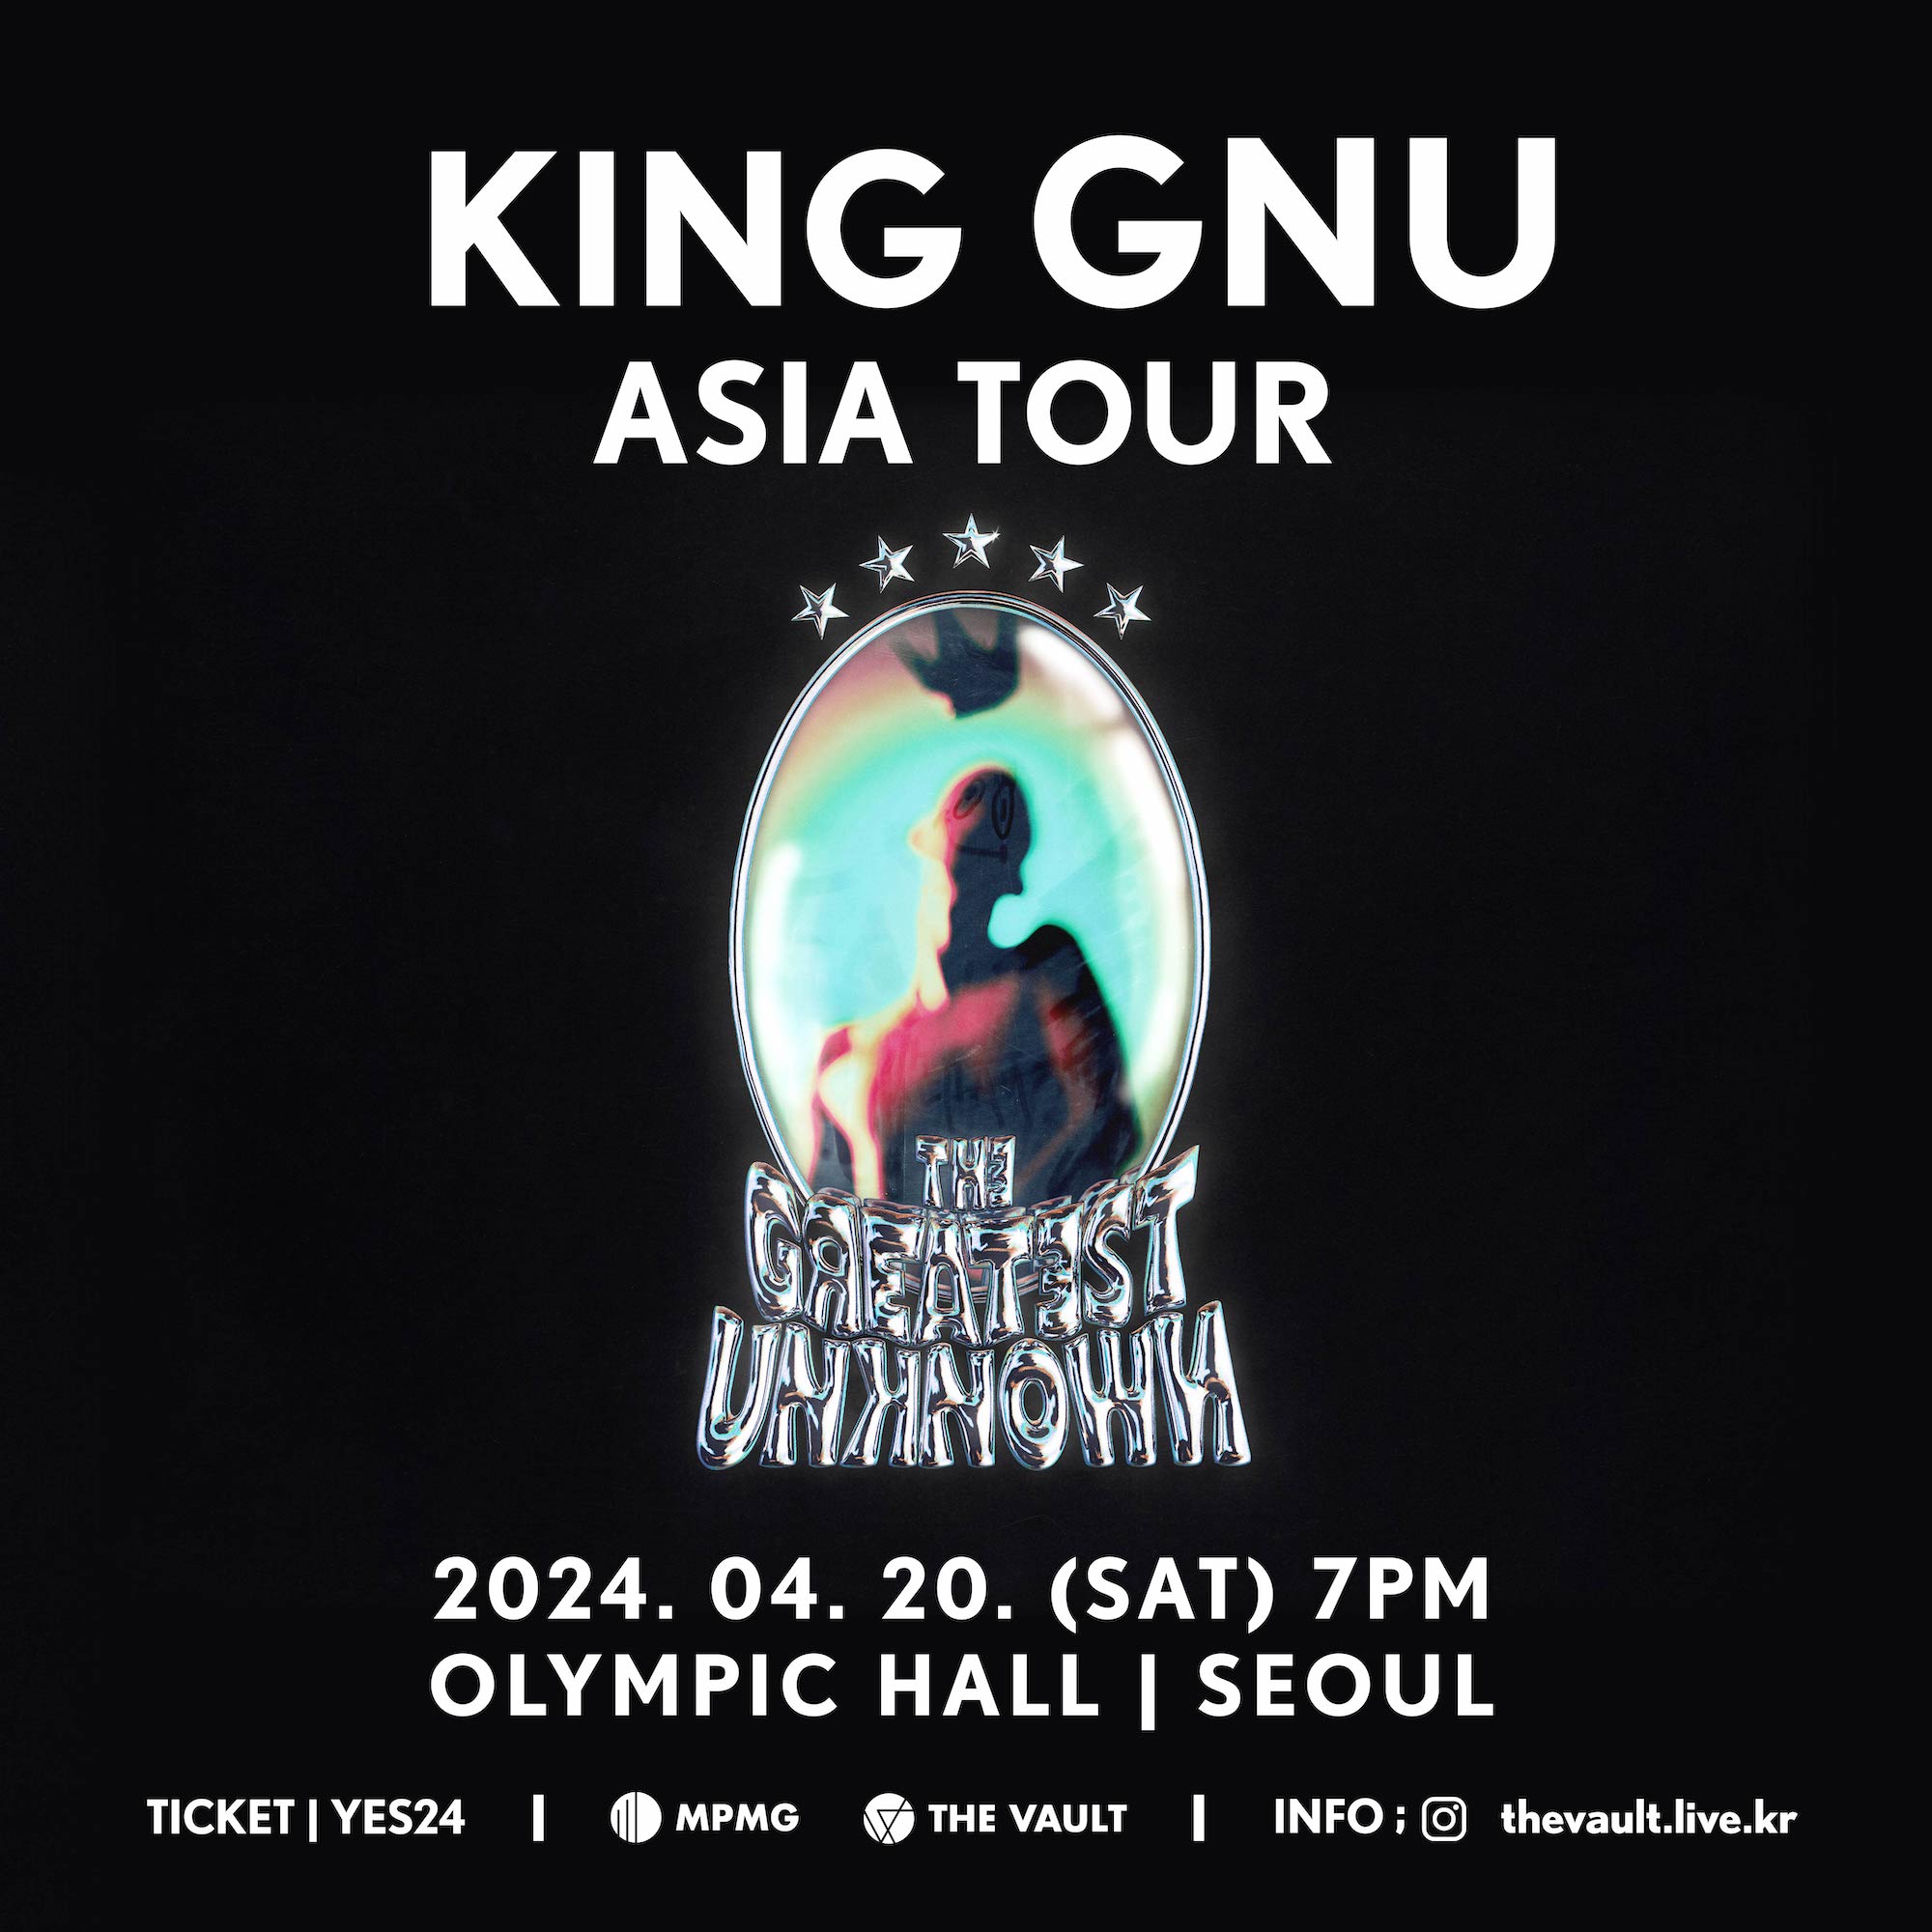 KING GNU
ASIA TOUR
THE
GREATEST
UNKNOWN
2024. 04. 20. (SAT) 7PM
OLYMPIC HALL | SEOUL
TICKET | YES24 | MPMG THE VAULT | INFO ; thevault.live.kr